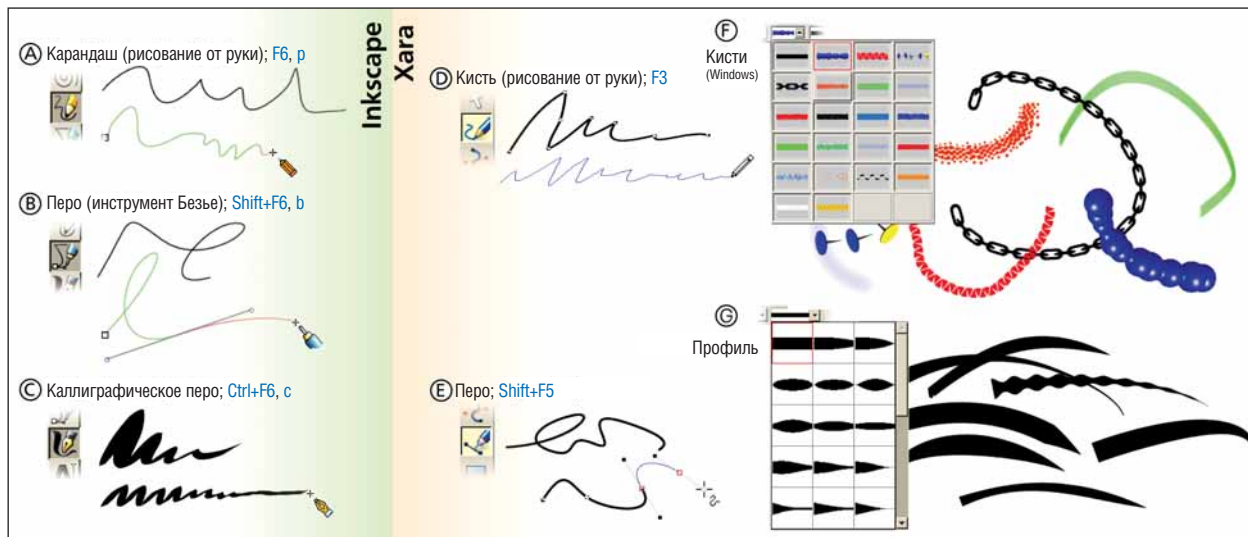 Inkscape
Xara
A Карандаш (рисование от руки); F6, p
B Перо (инструмент Безье); Shift+F6, b
C Каллиграфическое перо; Ctrl+F6, c
D Кисть (рисование от руки); F3
E Перо; Shift+F5
F
Кисти
(Windows)
G
Профиль